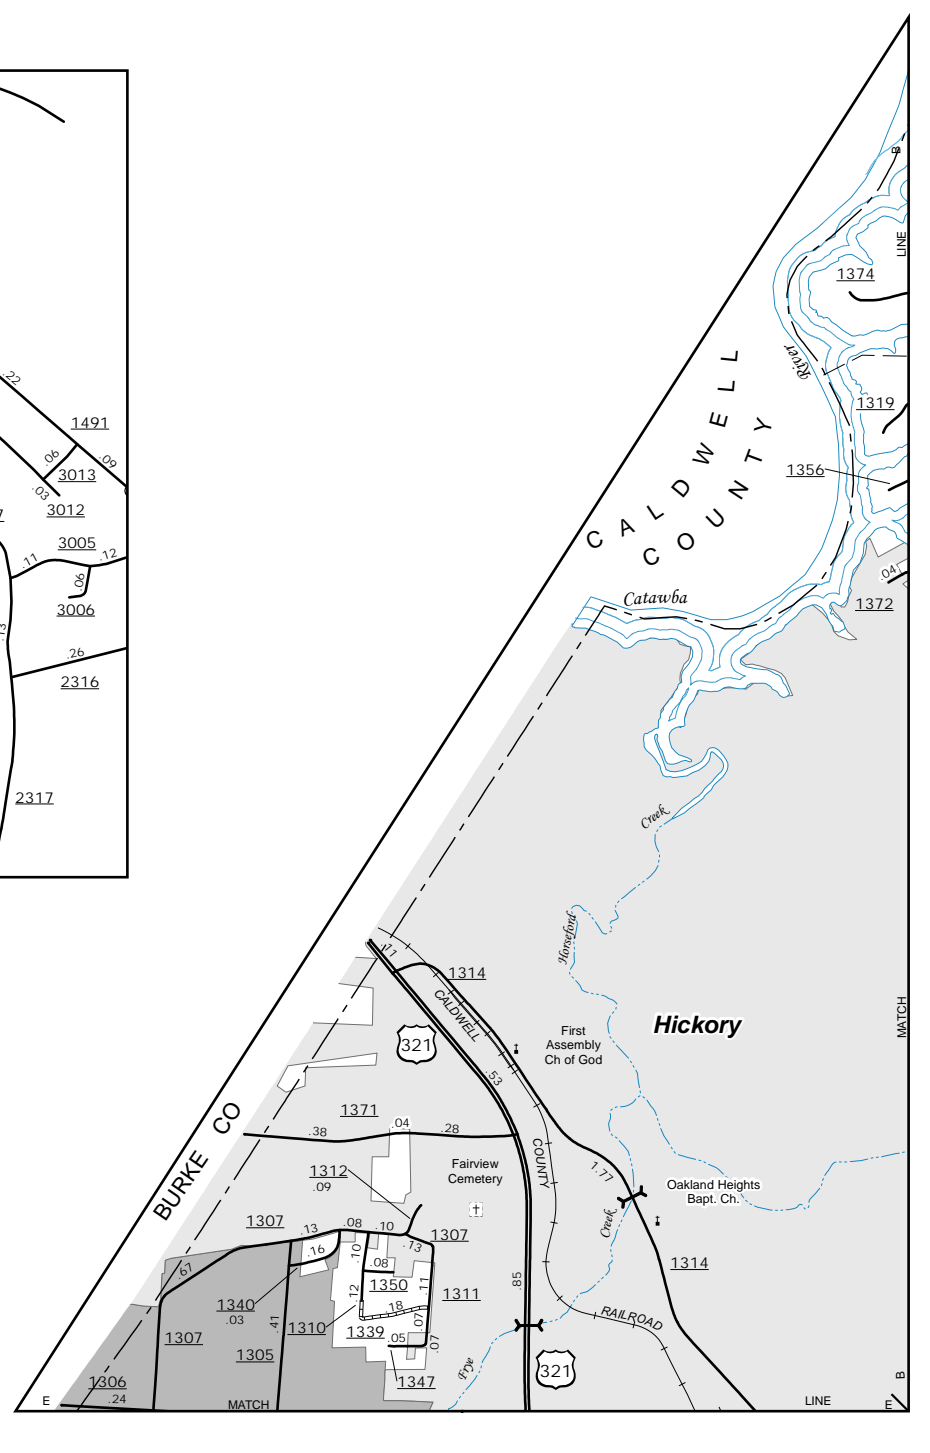 B
LINE
1374
River
1319
1356
CALDWELL
COUNTY
.22
1491
.06
.09
3013
.03
3012
3005
.11
.12
.06
3006
.13
.26
2316
2317
Catawba
.04
1372
Creek
Horseford
.11
1314
CALDWELL
321
First
Assembly
Ch of God
Hickory
MATCH
.53
1371
.38
.04
.28
COUNTY
BURKE CO
1312
.09
Fairview
Cemetery
1.77
Oakland Heights
Bapt. Ch.
Creek
1307
.13
.08
.10
1307
.13
.16
.10
.08
.67
1314
1350
.11
1311
.85
.12
1340
.03
.18
1310
1339
.07
RAILROAD
.41
1307
1305
.05
.07
1347
Frye
321
1306
.24
E
MATCH
LINE
E
B